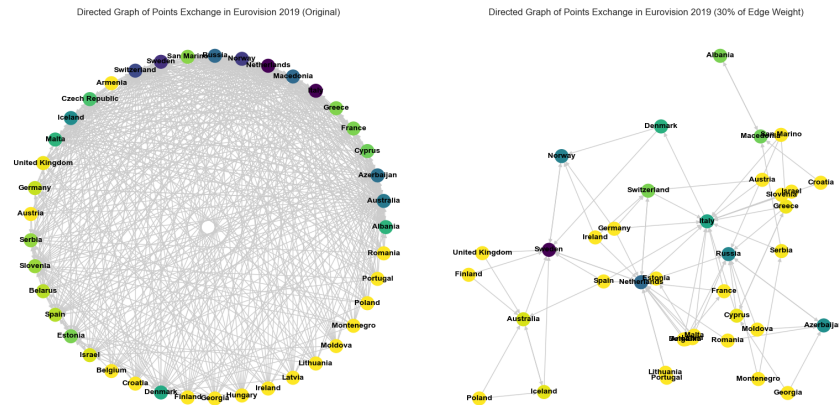 Directed Graph of Points Exchange in Eurovision 2019 (Original)
San Marino
Russia
Norway
Sweden
Netherlands
Switzerland
Macedonia
Armenia
Italy
Czech Republic
Greece
Iceland
France
Malta
Cyprus
United Kingdom
Azerbaijan
Germany
Australia
Austria
Albania
Serbia
Romania
Slovenia
Portugal
Belarus
Poland
Spain
Montenegro
Estonia
Moldova
Israel
Lithuania
Belgium
Latvia
Croatia
Ireland
Denmark
Finland
Georgia
Hungary
Directed Graph of Points Exchange in Eurovision 2019 (30% of Edge Weight)
Albania
Denmark
Macedonia
San Marino
Norway
Austria
Croatia
Switzerland
Israel
Slovenia
Greece
Italy
Germany
Ireland
United Kingdom
Sweden
Serbia
Russia
Finland
Spain
Netherlands
Estonia
France
Australia
Cyprus
Azerbaijan
Moldova
Malta
Romania
Lithuania
Portugal
Montenegro
Iceland
Georgia
Poland